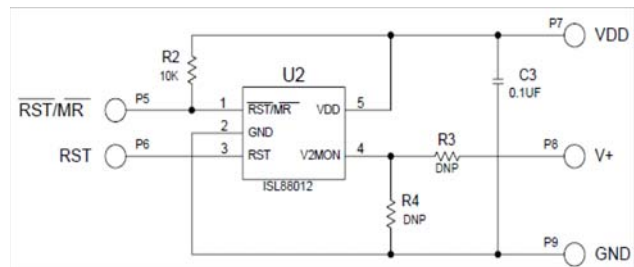 P7
VDD
R2
10K
U2
C3
0.1UF
RST/MR
P5
1
RST/MR
VDD
5
2
GND
R3
P8
V+
RST
P6
3
RST
V2MON
4
DNP
ISL88012
R4
DNP
P9
GND